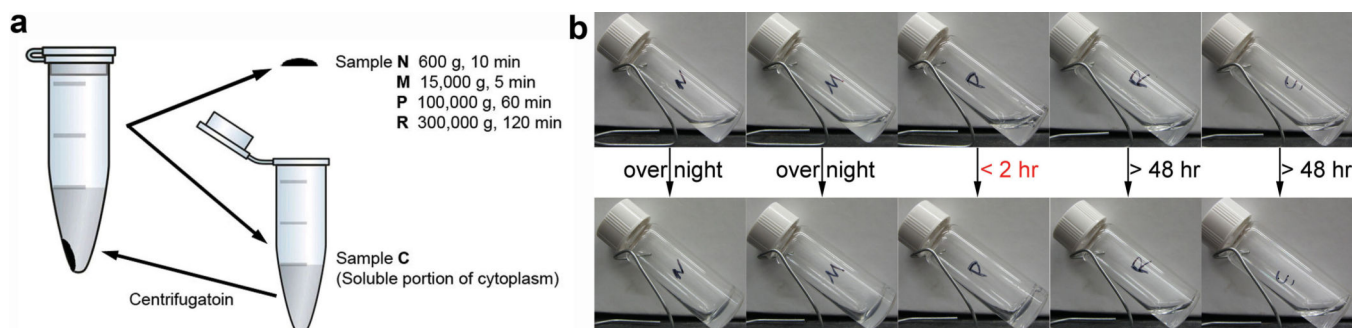 a
Sample N 600 g, 10 min
M 15,000 g, 5 min
P 100,000 g, 60 min
R 300,000 g, 120 min
Sample C
(Soluble portion of cytoplasm)
Centrifugatoin
b
N M P R
over night over night < 2 hr > 48 hr > 48 hr
N M P R